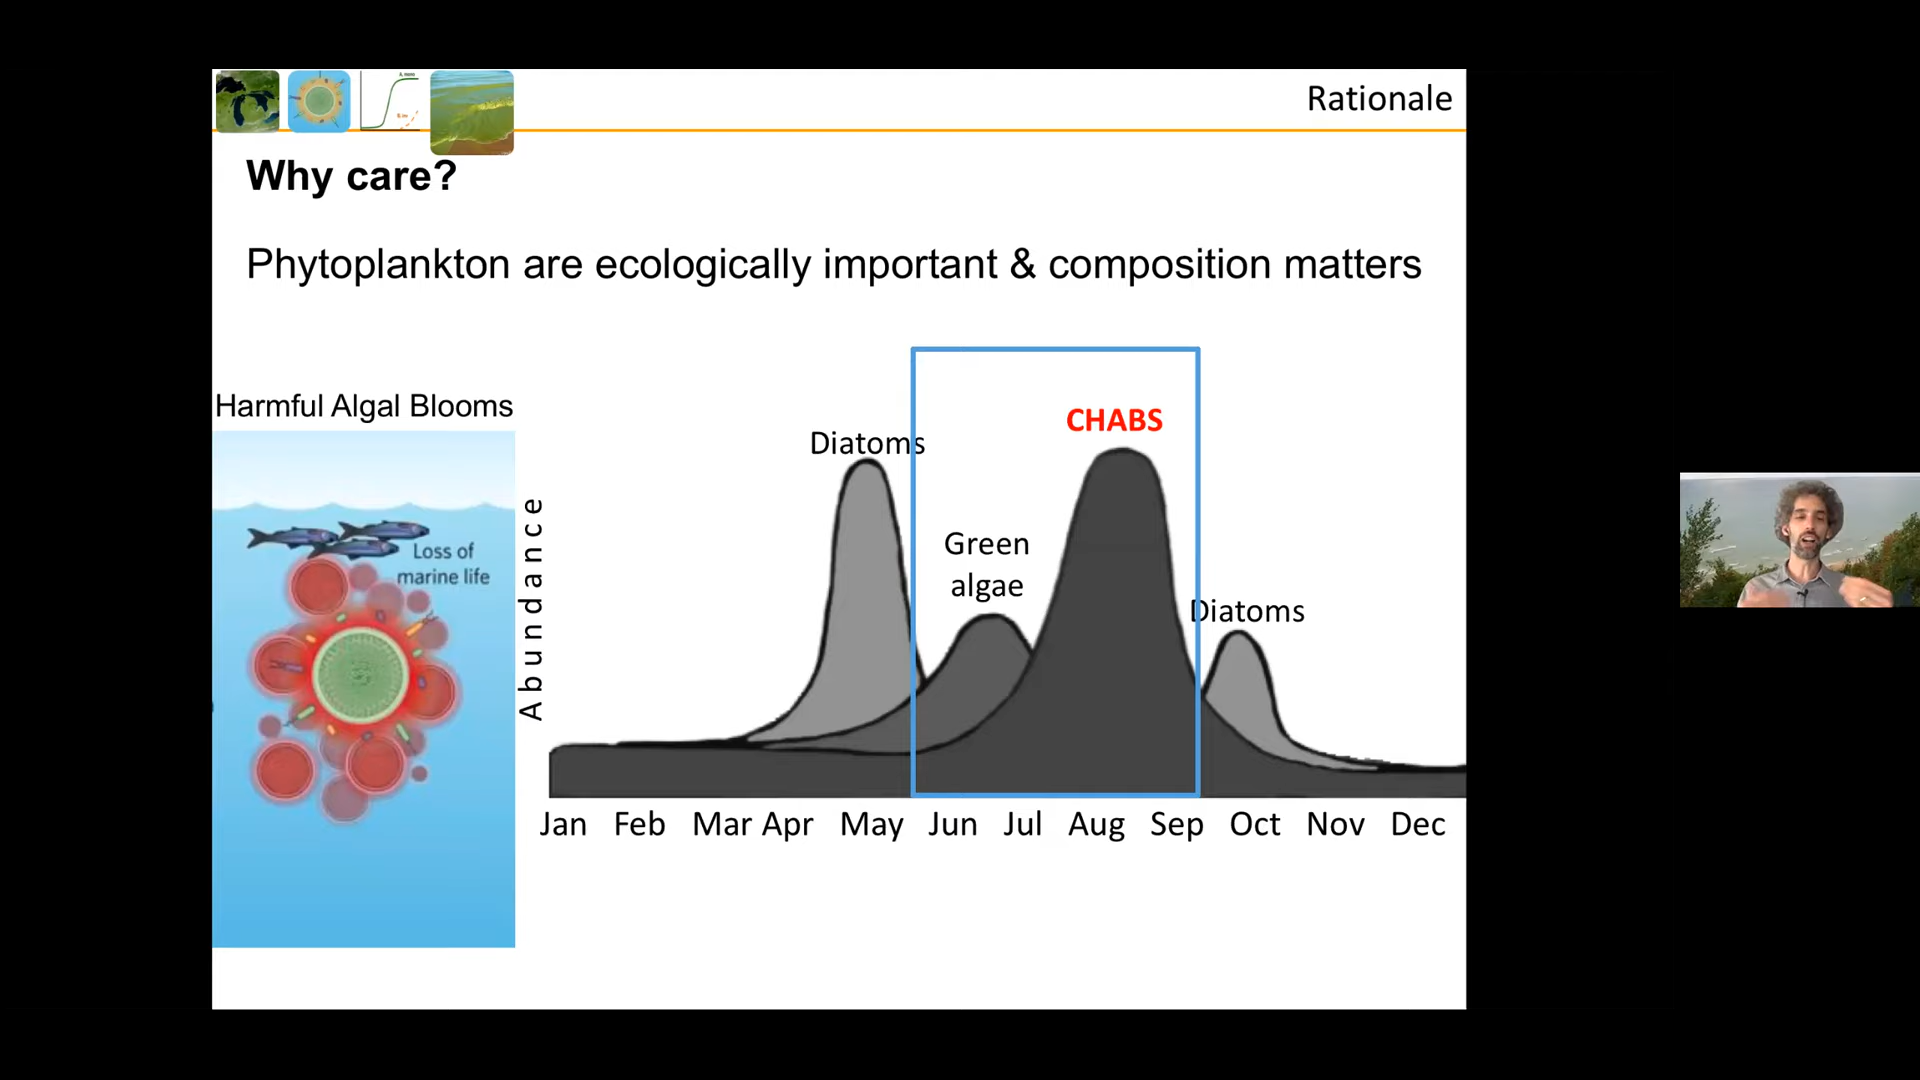 Rationale
Why care?
Phytoplankton are ecologically important & composition matters
Harmful Algal Blooms
Loss of
marine life
Abundance
Diatoms
Green
algae
CHABS
Diatoms
Jan Feb Mar Apr May Jun Jul Aug Sep Oct Nov Dec